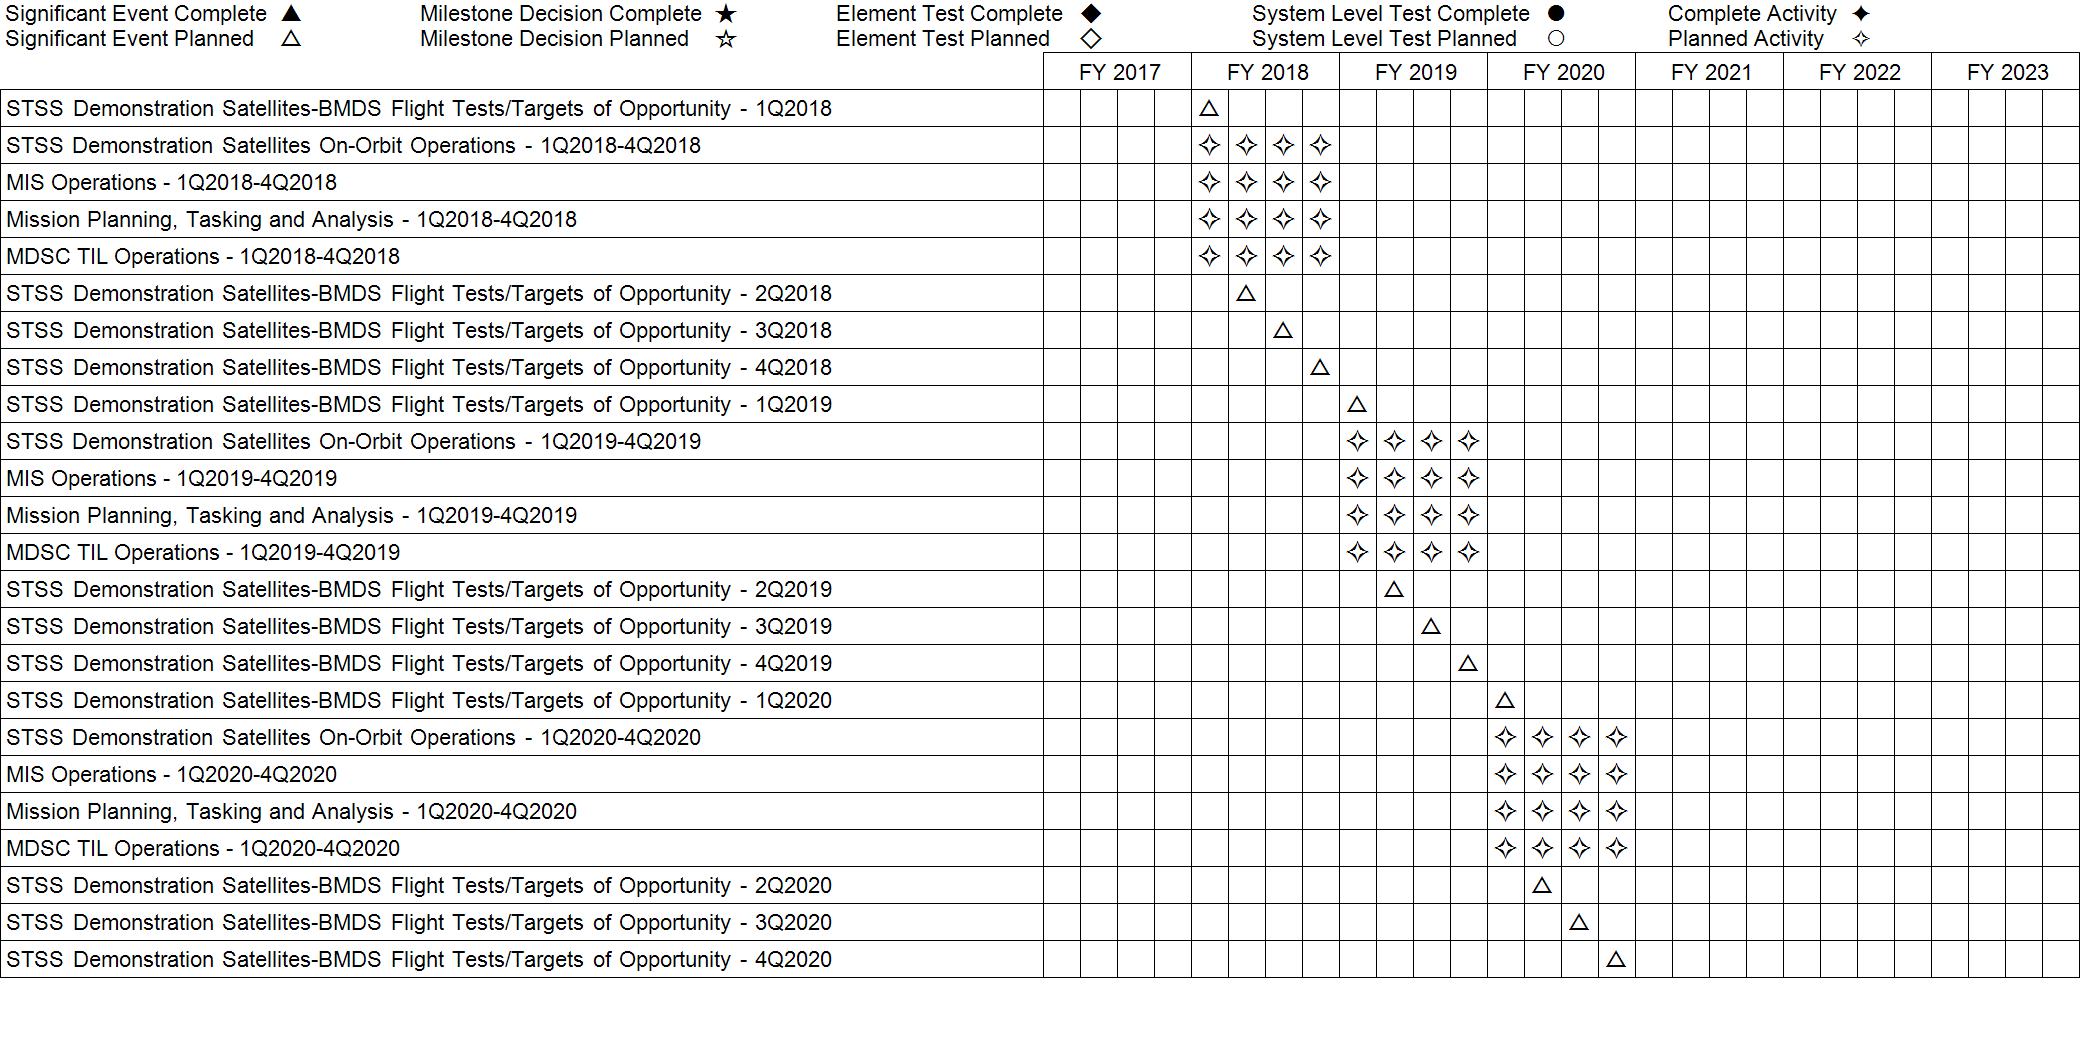 Significant Event Complete ▲ Milestone Decision Complete ★ Element Test Complete ◆ System Level Test Complete ● Complete Activity ✦
Significant Event Planned △ Milestone Decision Planned ☆ Element Test Planned ◇ System Level Test Planned ○ Planned Activity ✧
FY 2017 FY 2018 FY 2019 FY 2020 FY 2021 FY 2022 FY 2023
STSS Demonstration Satellites-BMDS Flight Tests/Targets of Opportunity - 1Q2018 △
STSS Demonstration Satellites On-Orbit Operations - 1Q2018-4Q2018 ✧ ✧ ✧ ✧
MIS Operations - 1Q2018-4Q2018 ✧ ✧ ✧ ✧
Mission Planning, Tasking and Analysis - 1Q2018-4Q2018 ✧ ✧ ✧ ✧
MDSC TIL Operations - 1Q2018-4Q2018 ✧ ✧ ✧ ✧
STSS Demonstration Satellites-BMDS Flight Tests/Targets of Opportunity - 2Q2018 △
STSS Demonstration Satellites-BMDS Flight Tests/Targets of Opportunity - 3Q2018 △
STSS Demonstration Satellites-BMDS Flight Tests/Targets of Opportunity - 4Q2018 △
STSS Demonstration Satellites-BMDS Flight Tests/Targets of Opportunity - 1Q2019 △
STSS Demonstration Satellites On-Orbit Operations - 1Q2019-4Q2019 ✧ ✧ ✧ ✧
MIS Operations - 1Q2019-4Q2019 ✧ ✧ ✧ ✧
Mission Planning, Tasking and Analysis - 1Q2019-4Q2019 ✧ ✧ ✧ ✧
MDSC TIL Operations - 1Q2019-4Q2019 ✧ ✧ ✧ ✧
STSS Demonstration Satellites-BMDS Flight Tests/Targets of Opportunity - 2Q2019 △
STSS Demonstration Satellites-BMDS Flight Tests/Targets of Opportunity - 3Q2019 △
STSS Demonstration Satellites-BMDS Flight Tests/Targets of Opportunity - 4Q2019 △
STSS Demonstration Satellites-BMDS Flight Tests/Targets of Opportunity - 1Q2020 △
STSS Demonstration Satellites On-Orbit Operations - 1Q2020-4Q2020 ✧ ✧ ✧ ✧
MIS Operations - 1Q2020-4Q2020 ✧ ✧ ✧ ✧
Mission Planning, Tasking and Analysis - 1Q2020-4Q2020 ✧ ✧ ✧ ✧
MDSC TIL Operations - 1Q2020-4Q2020 ✧ ✧ ✧ ✧
STSS Demonstration Satellites-BMDS Flight Tests/Targets of Opportunity - 2Q2020 △
STSS Demonstration Satellites-BMDS Flight Tests/Targets of Opportunity - 3Q2020 △
STSS Demonstration Satellites-BMDS Flight Tests/Targets of Opportunity - 4Q2020 △